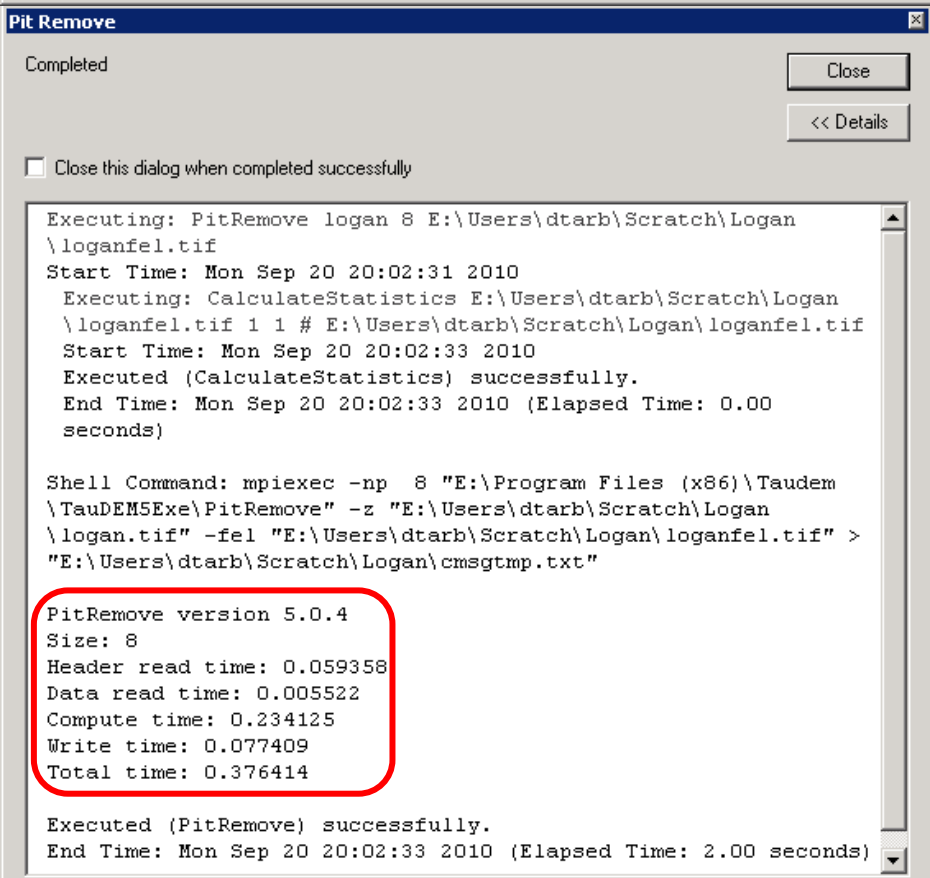 Pit Remove
Completed
Close
<< Details
Close this dialog when completed successfully
Executing: PitRemove logan 8 E:\Users\dtarb\Scratch\Logan
\loganfel.tif
Start Time: Mon Sep 20 20:02:31 2010
Executing: CalculateStatistics E:\Users\dtarb\Scratch\Logan
\loganfel.tif 1 1 # E:\Users\dtarb\Scratch\Logan\loganfel.tif
Start Time: Mon Sep 20 20:02:33 2010
Executed (CalculateStatistics) successfully.
End Time: Mon Sep 20 20:02:33 2010 (Elapsed Time: 0.00
seconds)
Shell Command: mpiexec -np  8 "E:\Program Files (x86)\Taudem
\TauDEM5Exe\PitRemove" -z "E:\Users\dtarb\Scratch\Logan
\logan.tif" -fel "E:\Users\dtarb\Scratch\Logan\loganfel.tif" >
"E:\Users\dtarb\Scratch\Logan\cmsgtmp.txt"
PitRemove version 5.0.4
Size: 8
Header read time: 0.059358
Data read time: 0.005522
Compute time: 0.234125
Write time: 0.077409
Total time: 0.376414
Executed (PitRemove) successfully.
End Time: Mon Sep 20 20:02:33 2010 (Elapsed Time: 2.00 seconds)